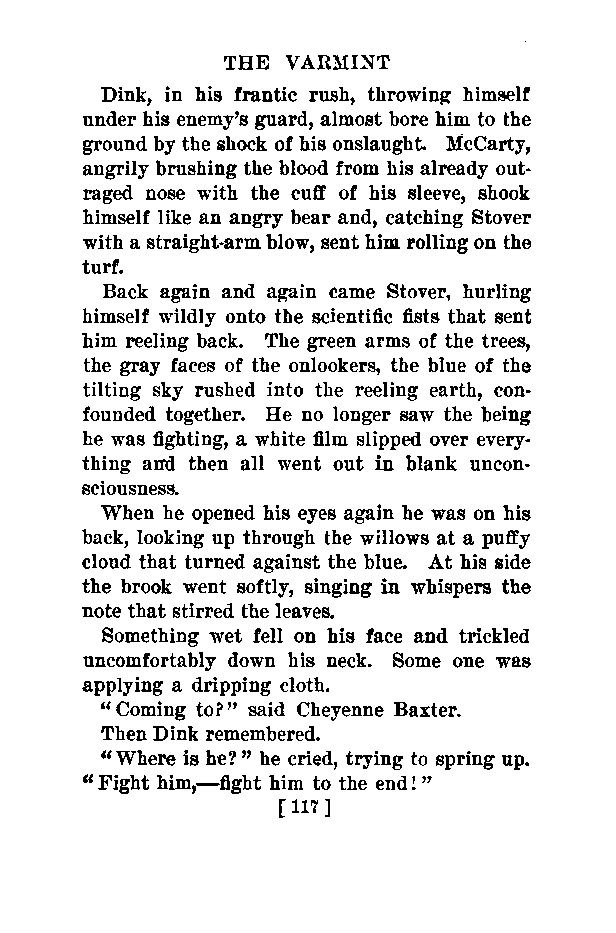 THE VARMINT
Dink, in his frantic rush, throwing himself
under his enemy's guard, almost bore him to the
ground by the shock of his onslaught. McCarty,
angrily brushing the blood from his already out-
raged nose with the cuff of his sleeve, shook
himself like an angry bear and, catching Stover
with a straight-arm blow, sent him rolling on the
turf.
Back again and again came Stover, hurling
himself wildly onto the scientific fists that sent
him reeling back. The green arms of the trees,
the gray faces of the onlookers, the blue of the
tilting sky rushed into the reeling earth, con-
founded together. He no longer saw the being
he was fighting, a white film slipped over every-
thing and then all went out in blank uncon-
sciousness.
When he opened his eyes again he was on his
back, looking up through the willows at a puffy
cloud that turned against the blue. At his side
the brook went softly, singing in whispers the
note that stirred the leaves.
Something wet fell on his face and trickled
uncomfortably down his neck. Some one was
applying a dripping cloth.
"Coming to?" said Cheyenne Baxter.
Then Dink remembered.
"Where is he?" he cried, trying to spring up.
"Fight him,—fight him to the end!"
[117]